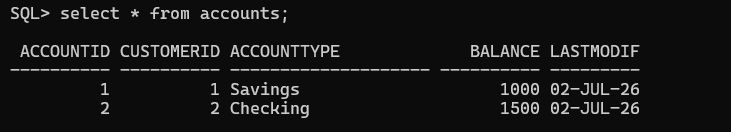 SQL> select * from accounts;
ACCOUNTID CUSTOMERID ACCOUNTTYPE BALANCE LASTMODIF
---------- ---------- -------------------- ---------- ---------
1 1 Savings 1000 02-JUL-26
2 2 Checking 1500 02-JUL-26